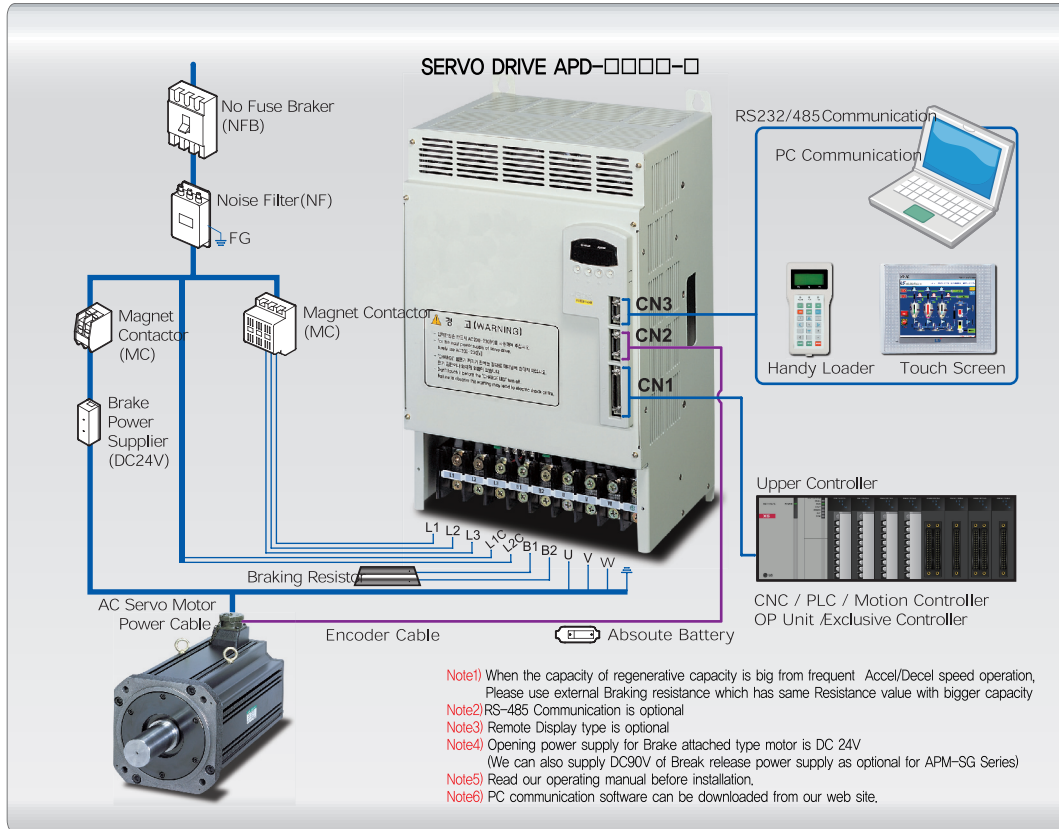 SERVO DRIVE APD-□□□□-□
No Fuse Braker
(NFB)
Noise Filter(NF)
FG
Magnet
Contactor
(MC)
Magnet Contactor
(MC)
Brake
Power
Supplier
(DC24V)
RS232/485Communication
PC Communication
Handy Loader
Touch Screen
CN3
CN2
CN1
경 고 [WARNING]
L1
L2
L3
L1C
L2C
B1
B2
U
V
W
Braking Resistor
AC Servo Motor
Power Cable
Encoder Cable
Absoute Battery
Upper Controller
CNC / PLC / Motion Controller
OP Unit /Exclusive Controller
Note1) When the capacity of regenerative capacity is big from frequent Accel/Decel speed operation,
Please use external Braking resistance which has same Resistance value with bigger capacity
Note2) RS-485 Communication is optional
Note3) Remote Display type is optional
Note4) Opening power supply for Brake attached type motor is DC 24V
(We can also supply DC90V of Break release power supply as optional for APM-SG Series)
Note5) Read our operating manual before installation.
Note6) PC communication software can be downloaded from our web site.